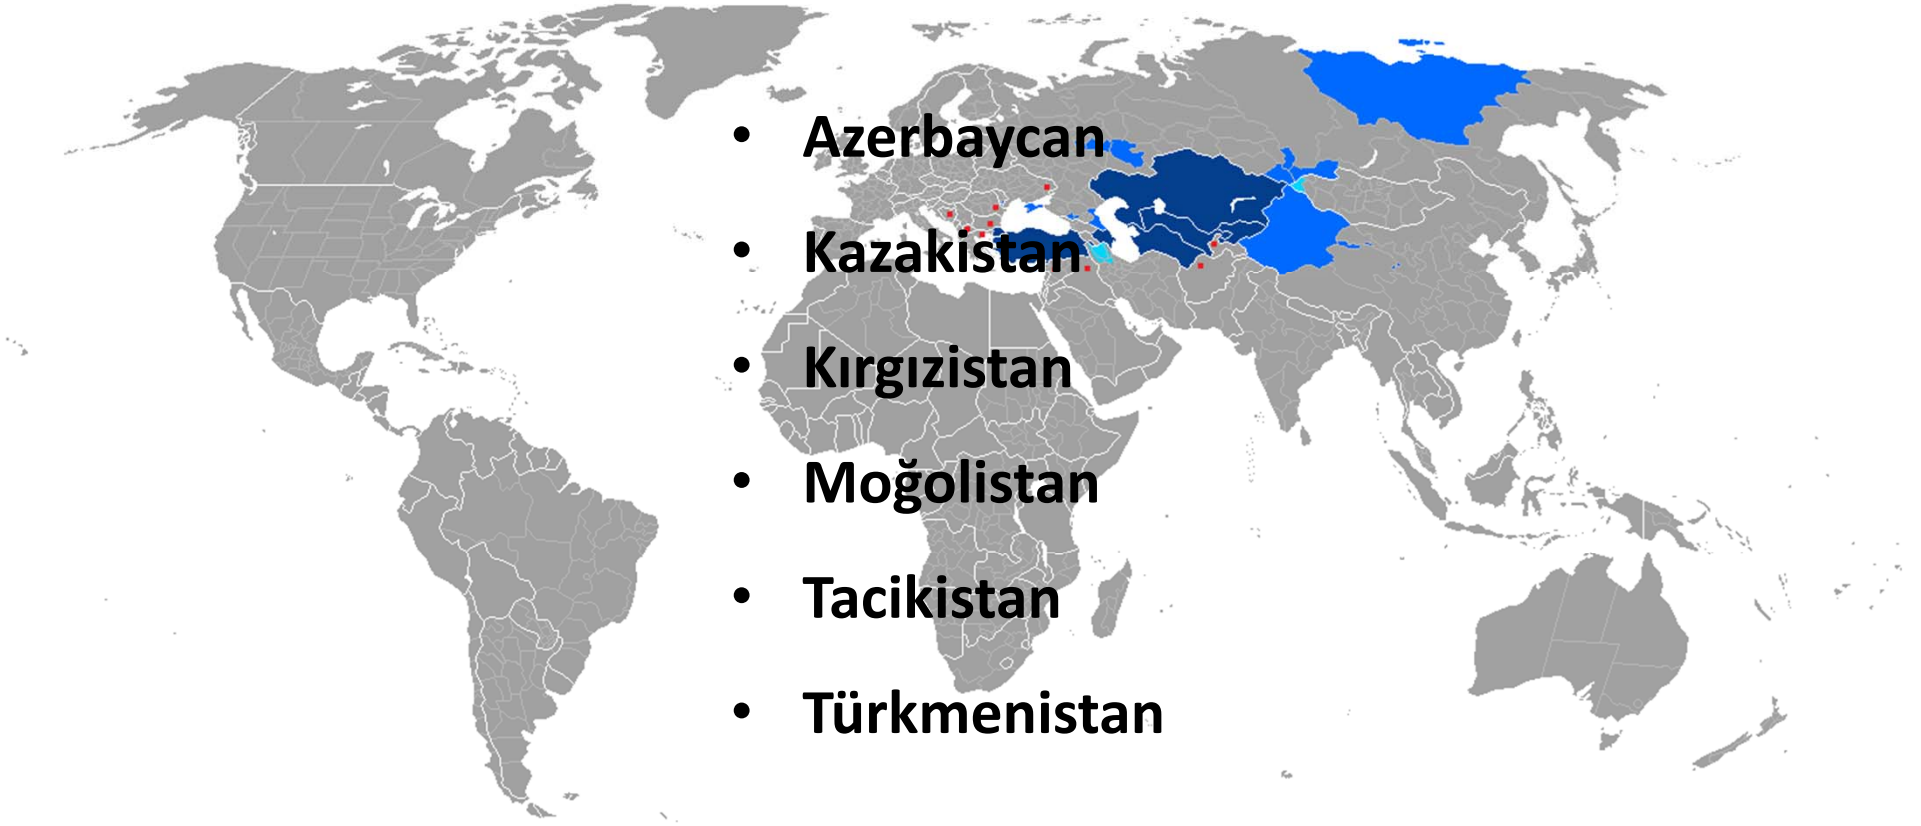 • Azerbaycan
• Kazakistan
• Kırgızistan
• Moğolistan
• Tacikistan
• Türkmenistan